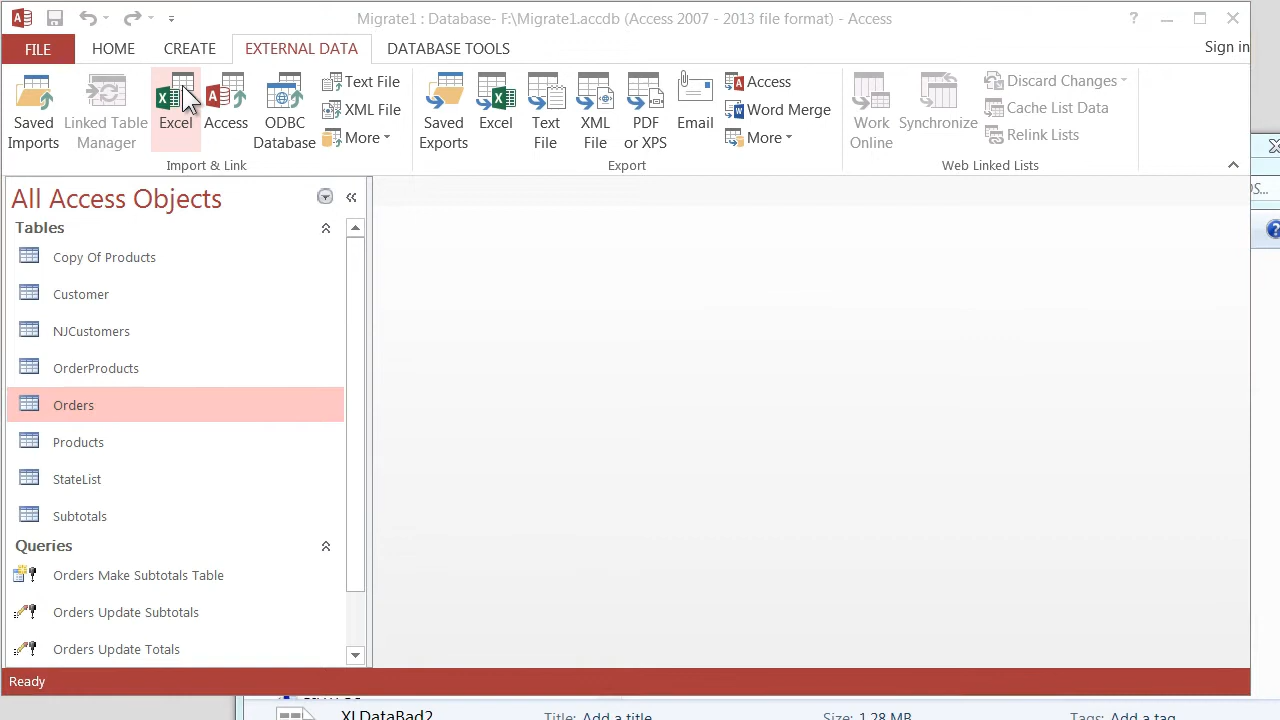 Migrate1 : Database- F:\Migrate1.accdb (Access 2007 - 2013 file format) - Access
?
FILE
HOME
CREATE
EXTERNAL DATA
DATABASE TOOLS
Sign in
Saved
Imports
Linked Table
Manager
Excel
Access
ODBC
Database
Text File
XML File
More
Import & Link
Saved
Exports
Excel
Text
File
XML
File
PDF
or XPS
Email
Access
Word Merge
More
Export
Work
Online
Synchronize
Discard Changes
Cache List Data
Relink Lists
Web Linked Lists
All Access Objects
Tables
Copy Of Products
Customer
NJCustomers
OrderProducts
Orders
Products
StateList
Subtotals
Queries
Orders Make Subtotals Table
Orders Update Subtotals
Orders Update Totals
Ready
XLDataBad2
Title: Add a title
Size: 1.28 MB
Tags: Add a tag